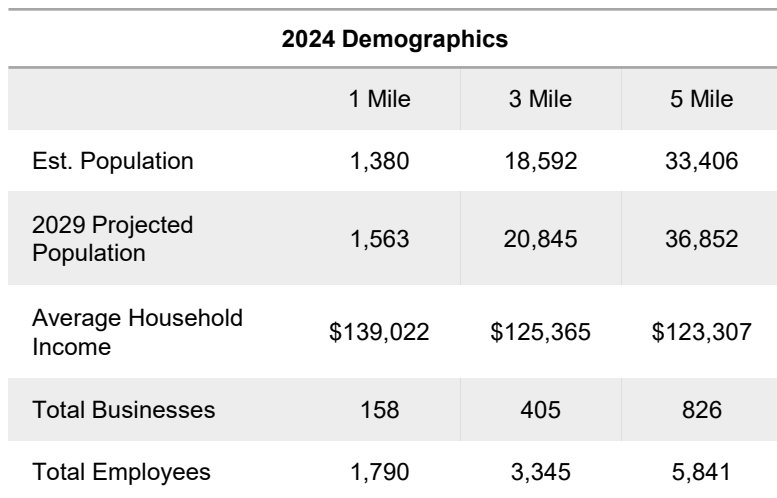 2024 Demographics
1 Mile 3 Mile 5 Mile
Est. Population 1,380 18,592 33,406
2029 Projected
Population 1,563 20,845 36,852
Average Household
Income $139,022 $125,365 $123,307
Total Businesses 158 405 826
Total Employees 1,790 3,345 5,841